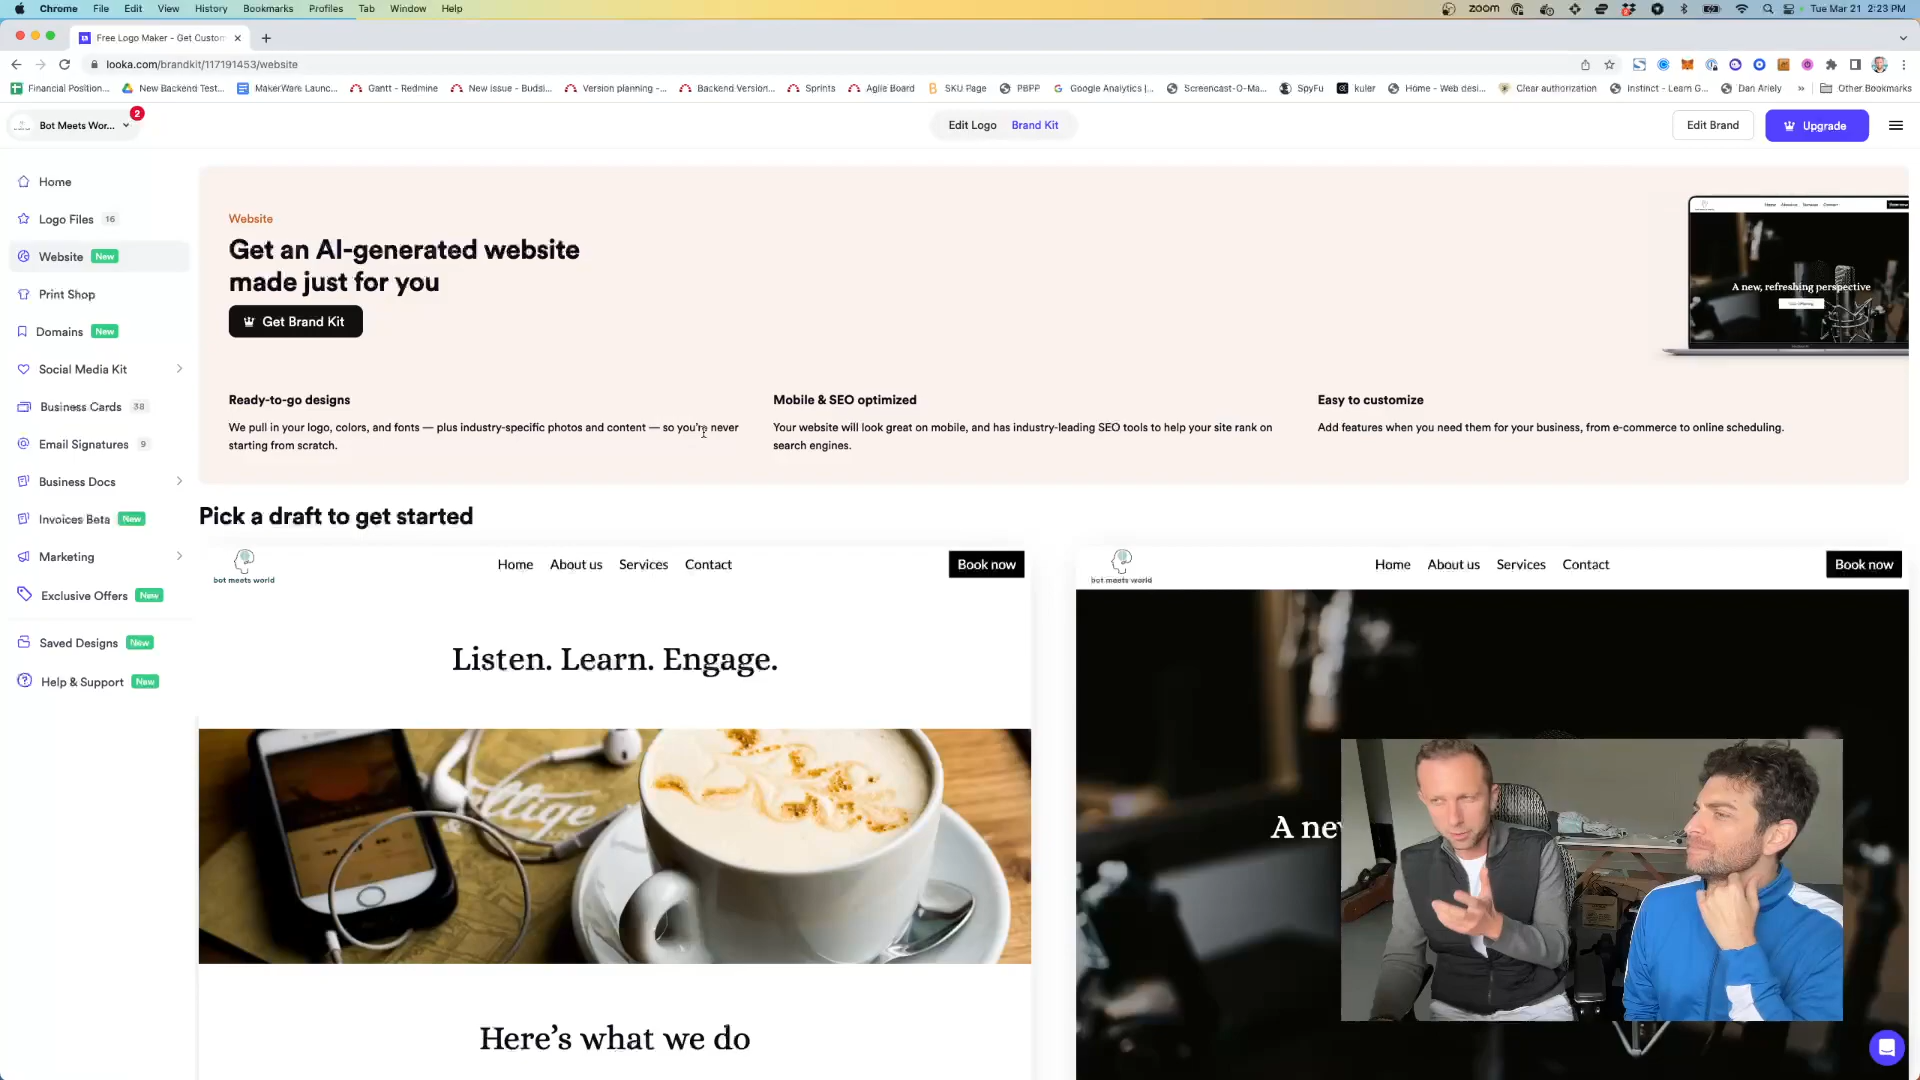 Chrome File Edit View History Bookmarks Profiles Tab Window Help
zoom
Tue Mar 21 2:23 PM
Free Logo Maker - Get Custom
looka.com/brandkit/117191453/website
Financial Position... New Backend Test... MakerWare Launc... Gantt - Redmine New issue - Budsi... Version planning -... Backend Version... Sprints Agile Board SKU Page PBPP Google Analytics |... Screencast-O-Ma... SpyFu kuler Home - Web desi... Clear authorization Instinct - Learn G... Dan Ariely » Other Bookmarks
Bot Meets Wor... 2
Edit Logo Brand Kit
Edit Brand Upgrade
Home
Logo Files 16
Website New
Print Shop
Domains New
Social Media Kit
Business Cards 38
Email Signatures 9
Business Docs
Invoices Beta New
Marketing
Exclusive Offers New
Saved Designs New
Help & Support New
Website
Get an AI-generated website
made just for you
Get Brand Kit
A new, refreshing perspective
Ready-to-go designs
We pull in your logo, colors, and fonts — plus industry-specific photos and content — so you're never
starting from scratch.
Mobile & SEO optimized
Your website will look great on mobile, and has industry-leading SEO tools to help your site rank on
search engines.
Easy to customize
Add features when you need them for your business, from e-commerce to online scheduling.
Pick a draft to get started
bot meets world
Home About us Services Contact
Book now
Listen. Learn. Engage.
Here's what we do
bot meets world
Home About us Services Contact
Book now
A new